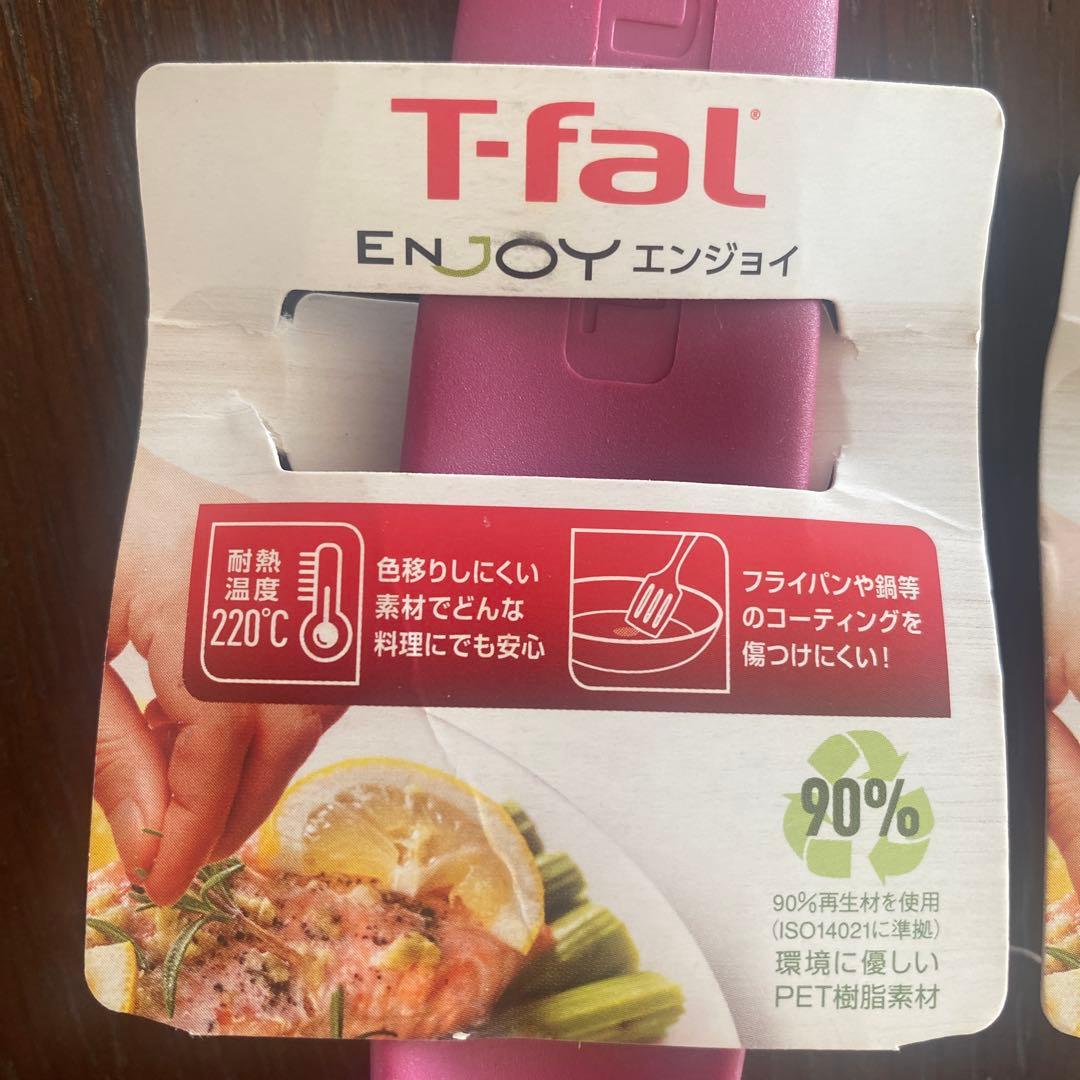 T-fal®
ENJOY エンジョイ
耐熱
温度
220℃
色移りしにくい
素材でどんな
料理にでも安心
フライパンや鍋等
のコーティングを
傷つけにくい!
90%
90%再生材を使用
(ISO14021に準拠)
環境に優しい
PET樹脂素材